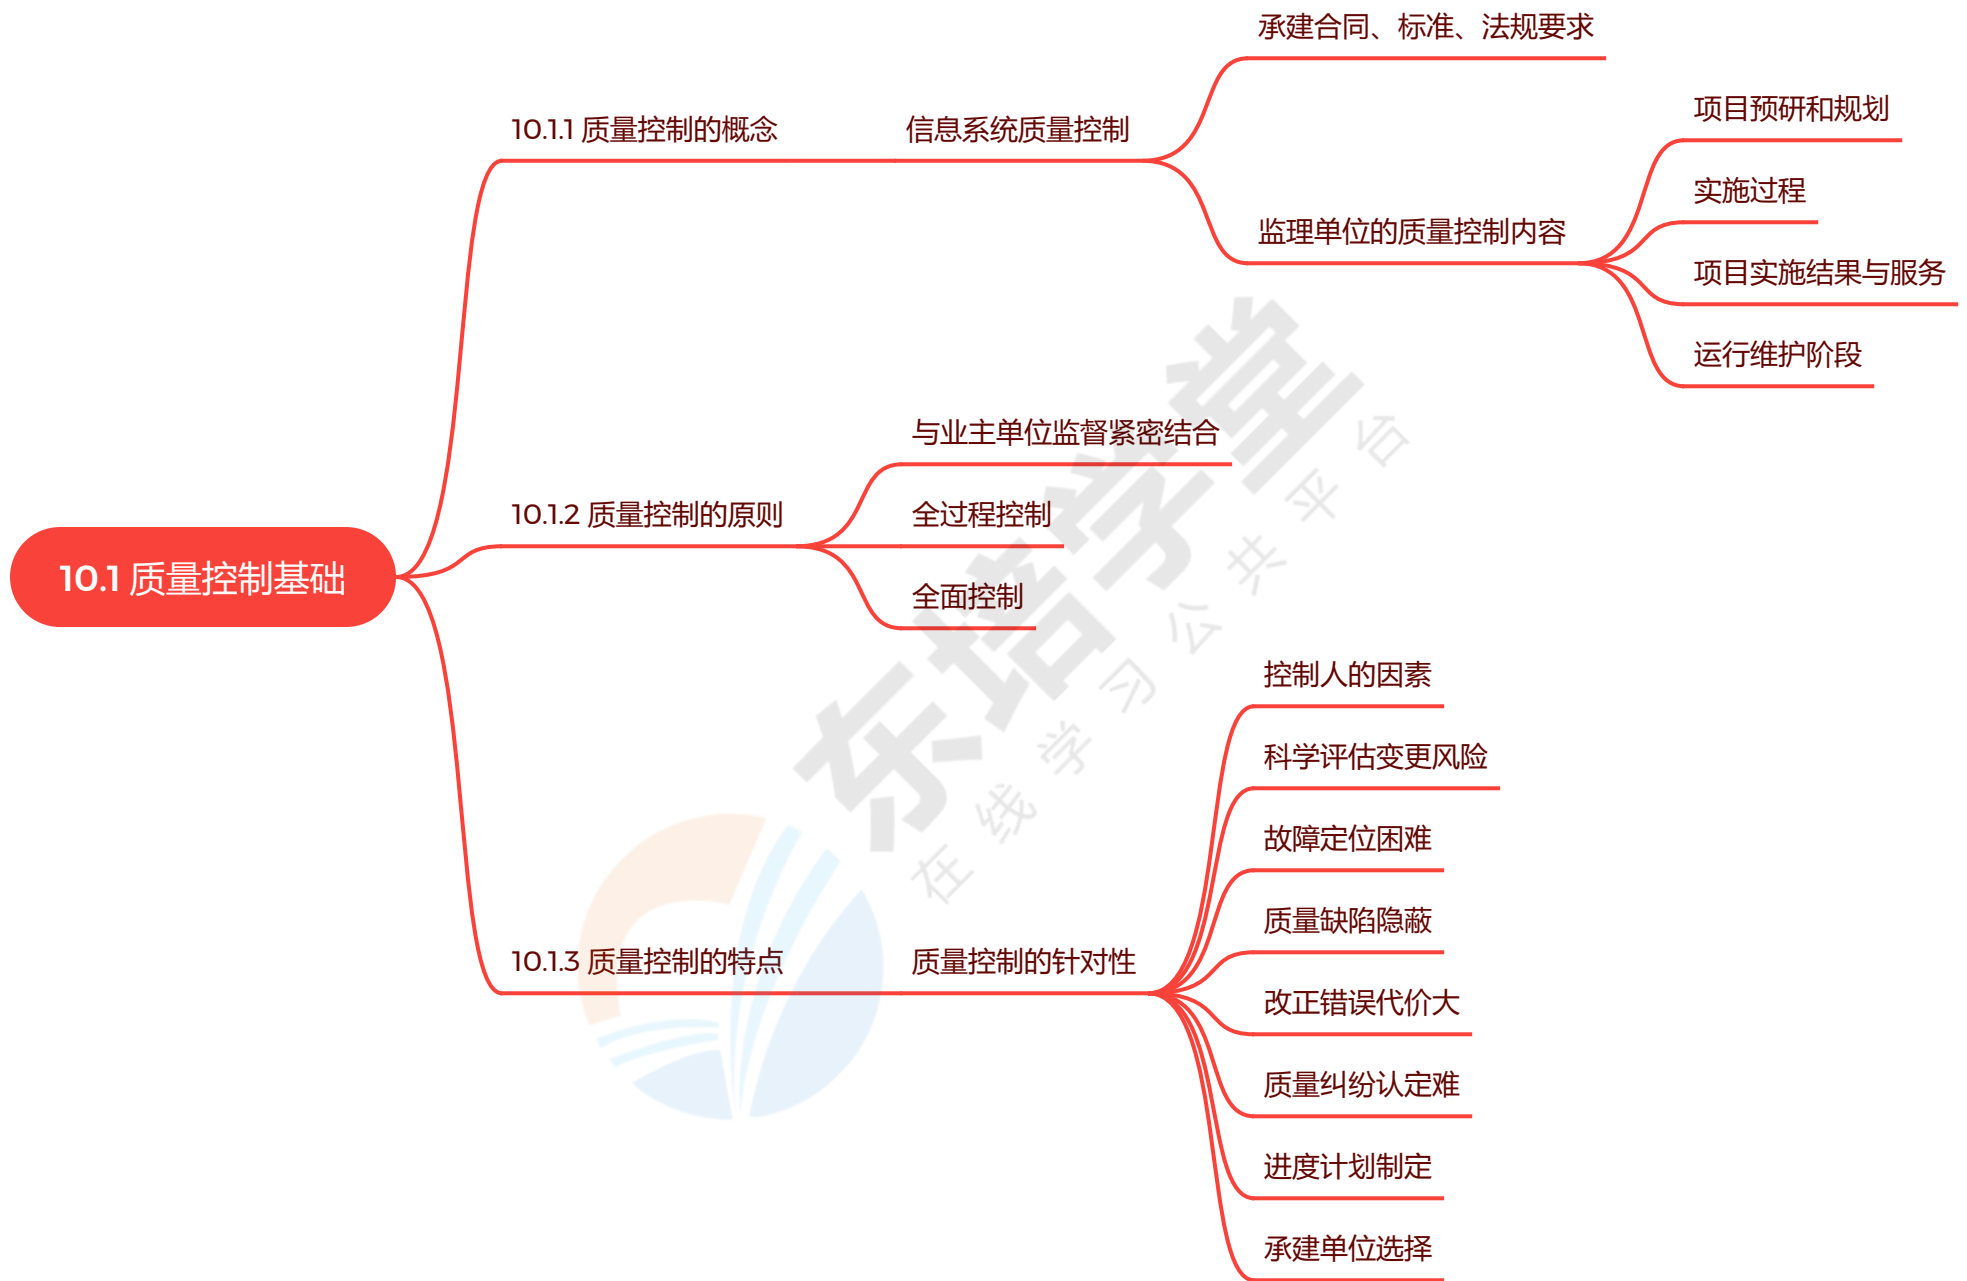 10.1 质量控制基础
10.1.1 质量控制的概念
信息系统质量控制
承建合同、标准、法规要求
监理单位的质量控制内容
项目预研和规划
实施过程
项目实施结果与服务
运行维护阶段
10.1.2 质量控制的原则
与业主单位监督紧密结合
全过程控制
全面控制
10.1.3 质量控制的特点
质量控制的针对性
控制人的因素
科学评估变更风险
故障定位困难
质量缺陷隐蔽
改正错误代价大
质量纠纷认定难
进度计划制定
承建单位选择
东培学堂
在线学习公共平台